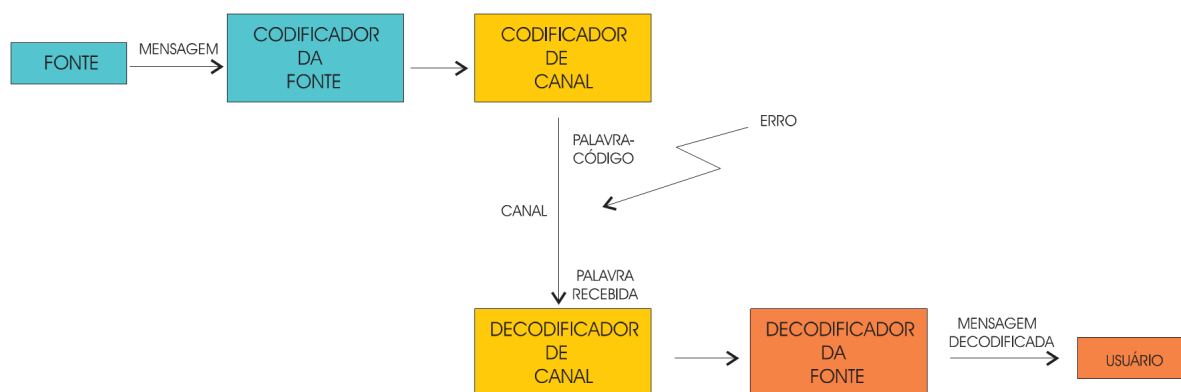 FONTE
MENSAGEM
CODIFICADOR
DA
FONTE
CODIFICADOR
DE
CANAL
PALAVRA-
CÓDIGO
ERRO
CANAL
PALAVRA
RECEBIDA
DECODIFICADOR
DE
CANAL
DECODIFICADOR
DA
FONTE
MENSAGEM
DECODIFICADA
USUÁRIO